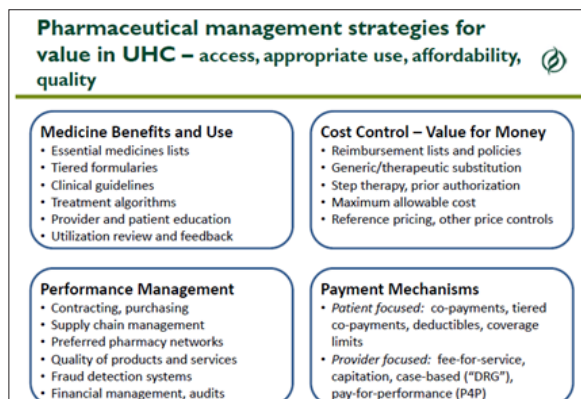 Pharmaceutical management strategies for
value in UHC – access, appropriate use, affordability,
quality
Medicine Benefits and Use
• Essential medicines lists
• Tiered formularies
• Clinical guidelines
• Treatment algorithms
• Provider and patient education
• Utilization review and feedback
Cost Control – Value for Money
• Reimbursement lists and policies
• Generic/therapeutic substitution
• Step therapy, prior authorization
• Maximum allowable cost
• Reference pricing, other price controls
Performance Management
• Contracting, purchasing
• Supply chain management
• Preferred pharmacy networks
• Quality of products and services
• Fraud detection systems
• Financial management, audits
Payment Mechanisms
• Patient focused: co-payments, tiered
co-payments, deductibles, coverage
limits
• Provider focused: fee-for-service,
capitation, case-based ("DRG"),
pay-for-performance (P4P)